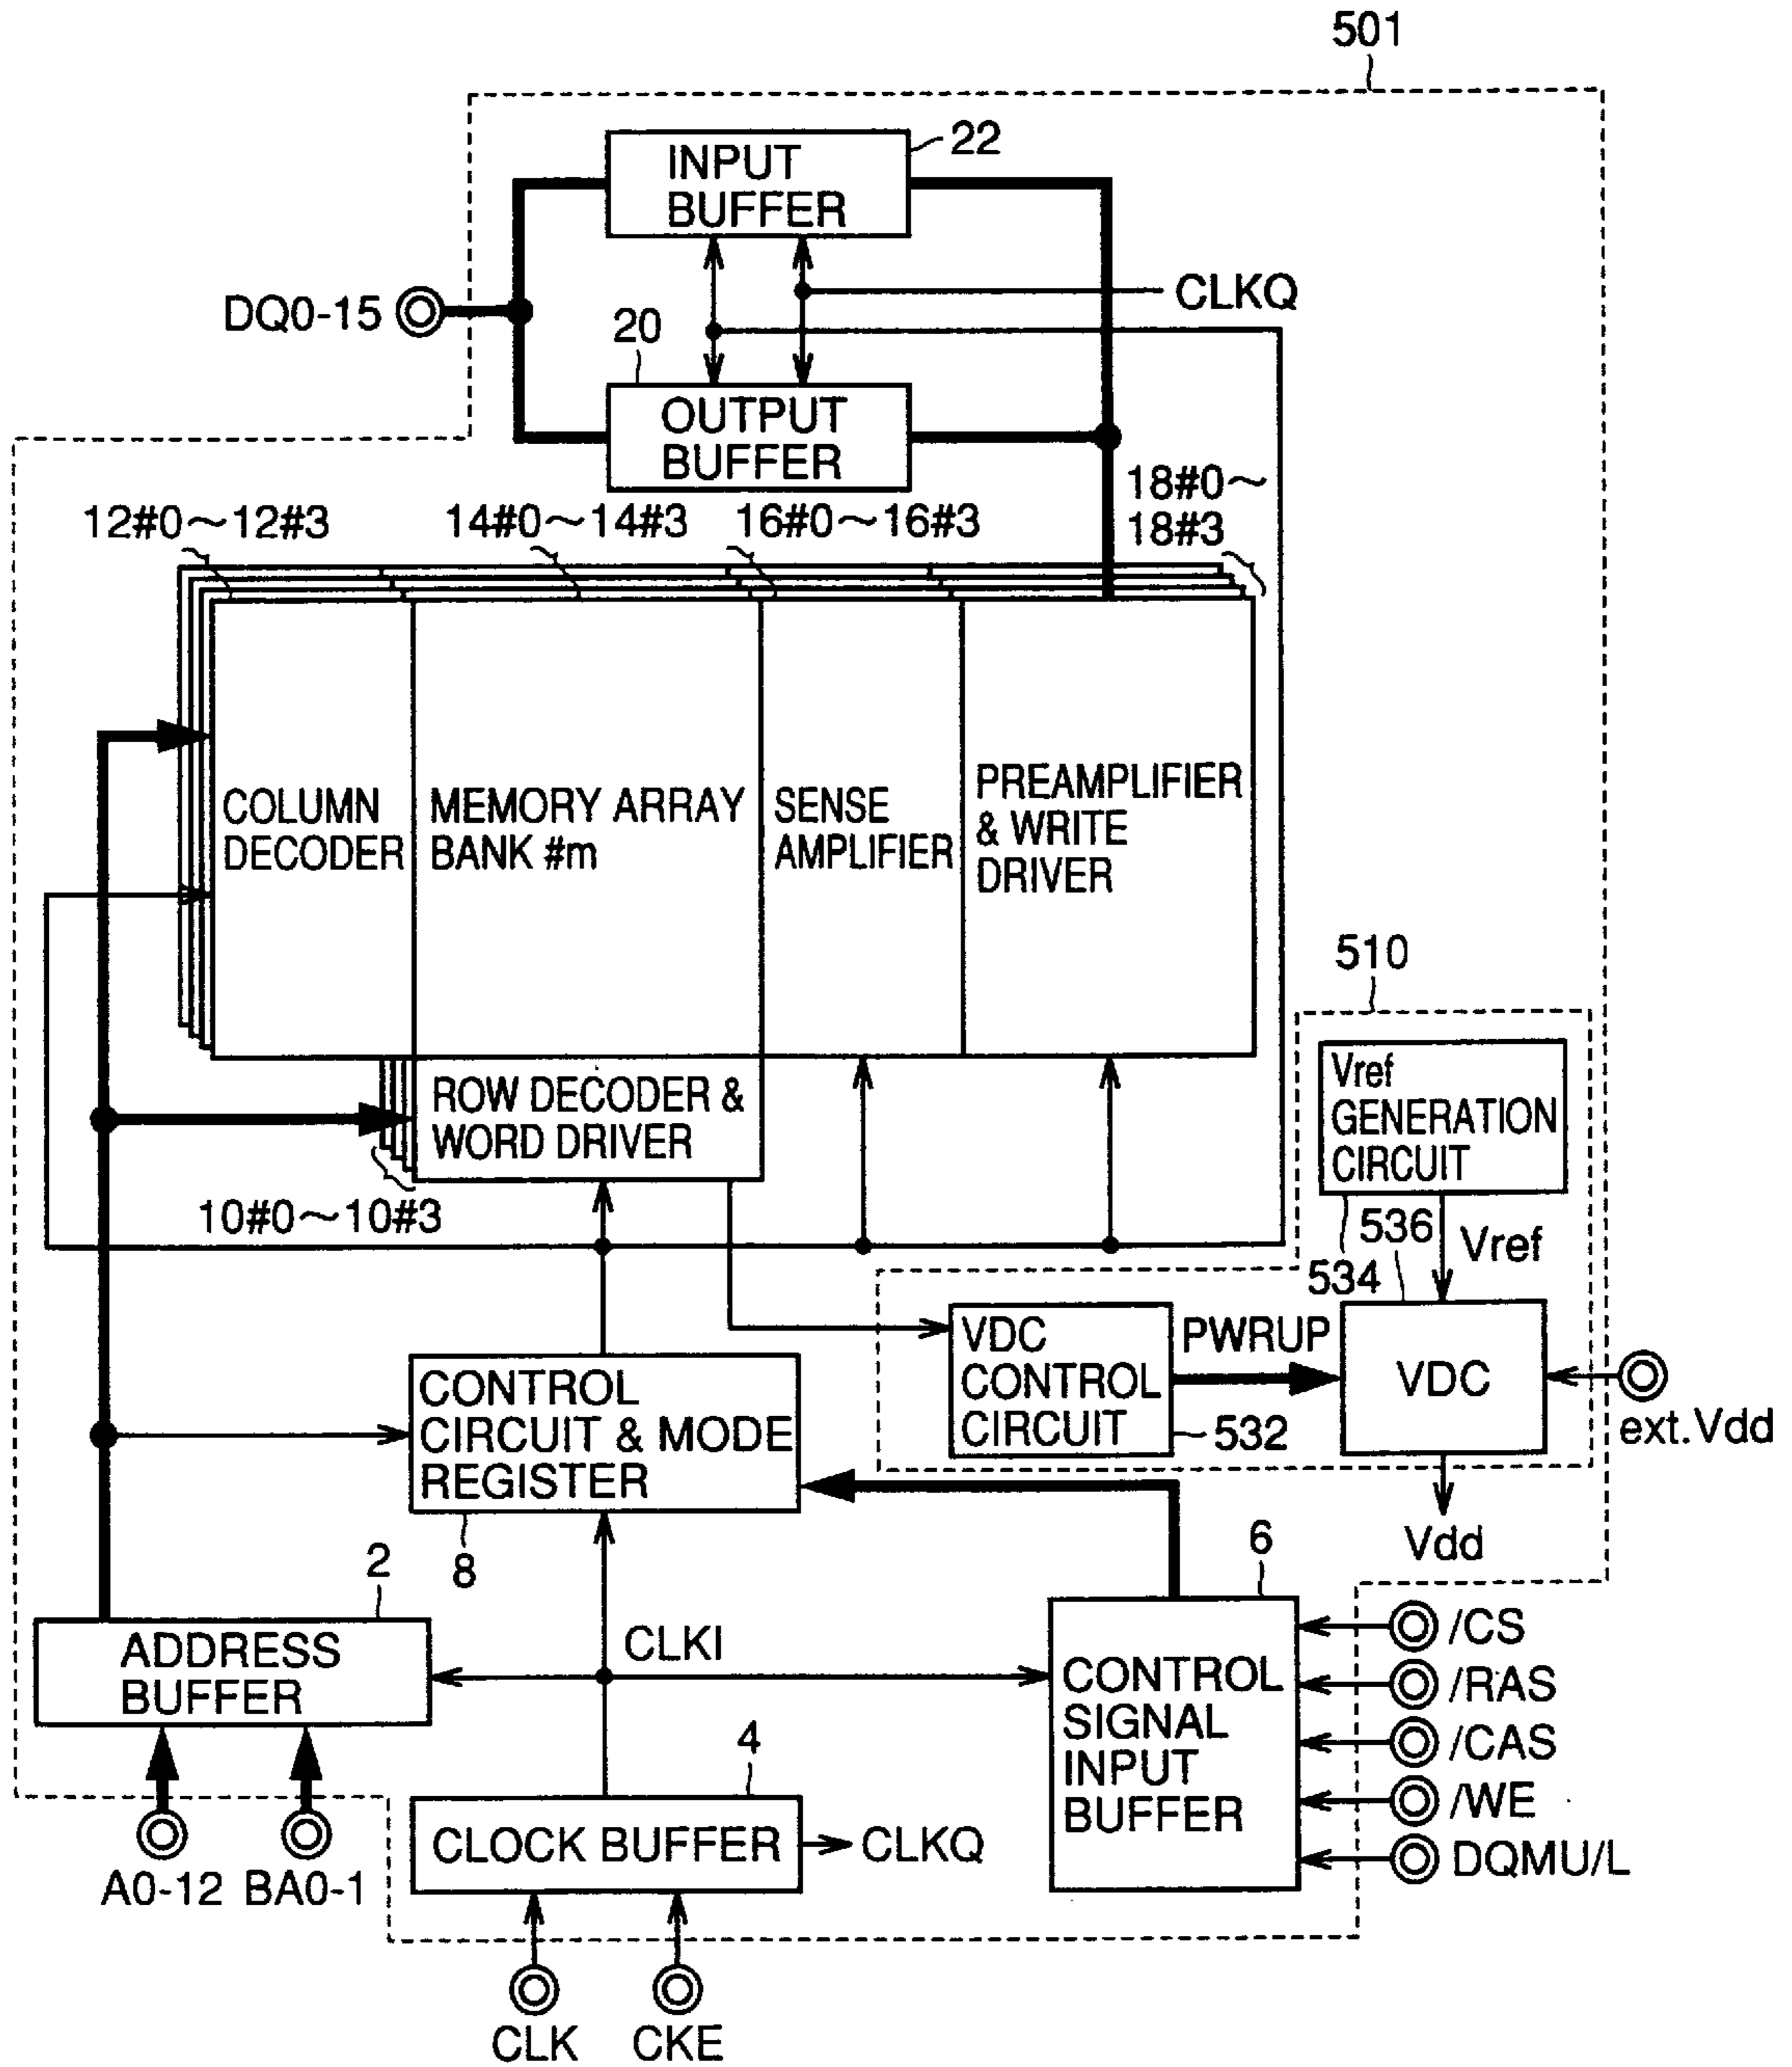 501
INPUT
BUFFER
22
DQ0-15
CLKQ
20
OUTPUT
BUFFER
12#0～12#3
14#0～14#3
16#0～16#3
18#0～
18#3
COLUMN
DECODER
MEMORY ARRAY
BANK #m
SENSE
AMPLIFIER
PREAMPLIFIER
& WRITE
DRIVER
ROW DECODER &
WORD DRIVER
10#0～10#3
510
Vref
GENERATION
CIRCUIT
534
536
Vref
VDC
CONTROL
CIRCUIT
532
PWRUP
VDC
ext.Vdd
Vdd
CONTROL
CIRCUIT & MODE
REGISTER
8
2
ADDRESS
BUFFER
CLKI
6
CONTROL
SIGNAL
INPUT
BUFFER
/CS
/RAS
/CAS
/WE
DQMU/L
4
CLOCK BUFFER
CLKQ
A0-12
BA0-1
CLK
CKE